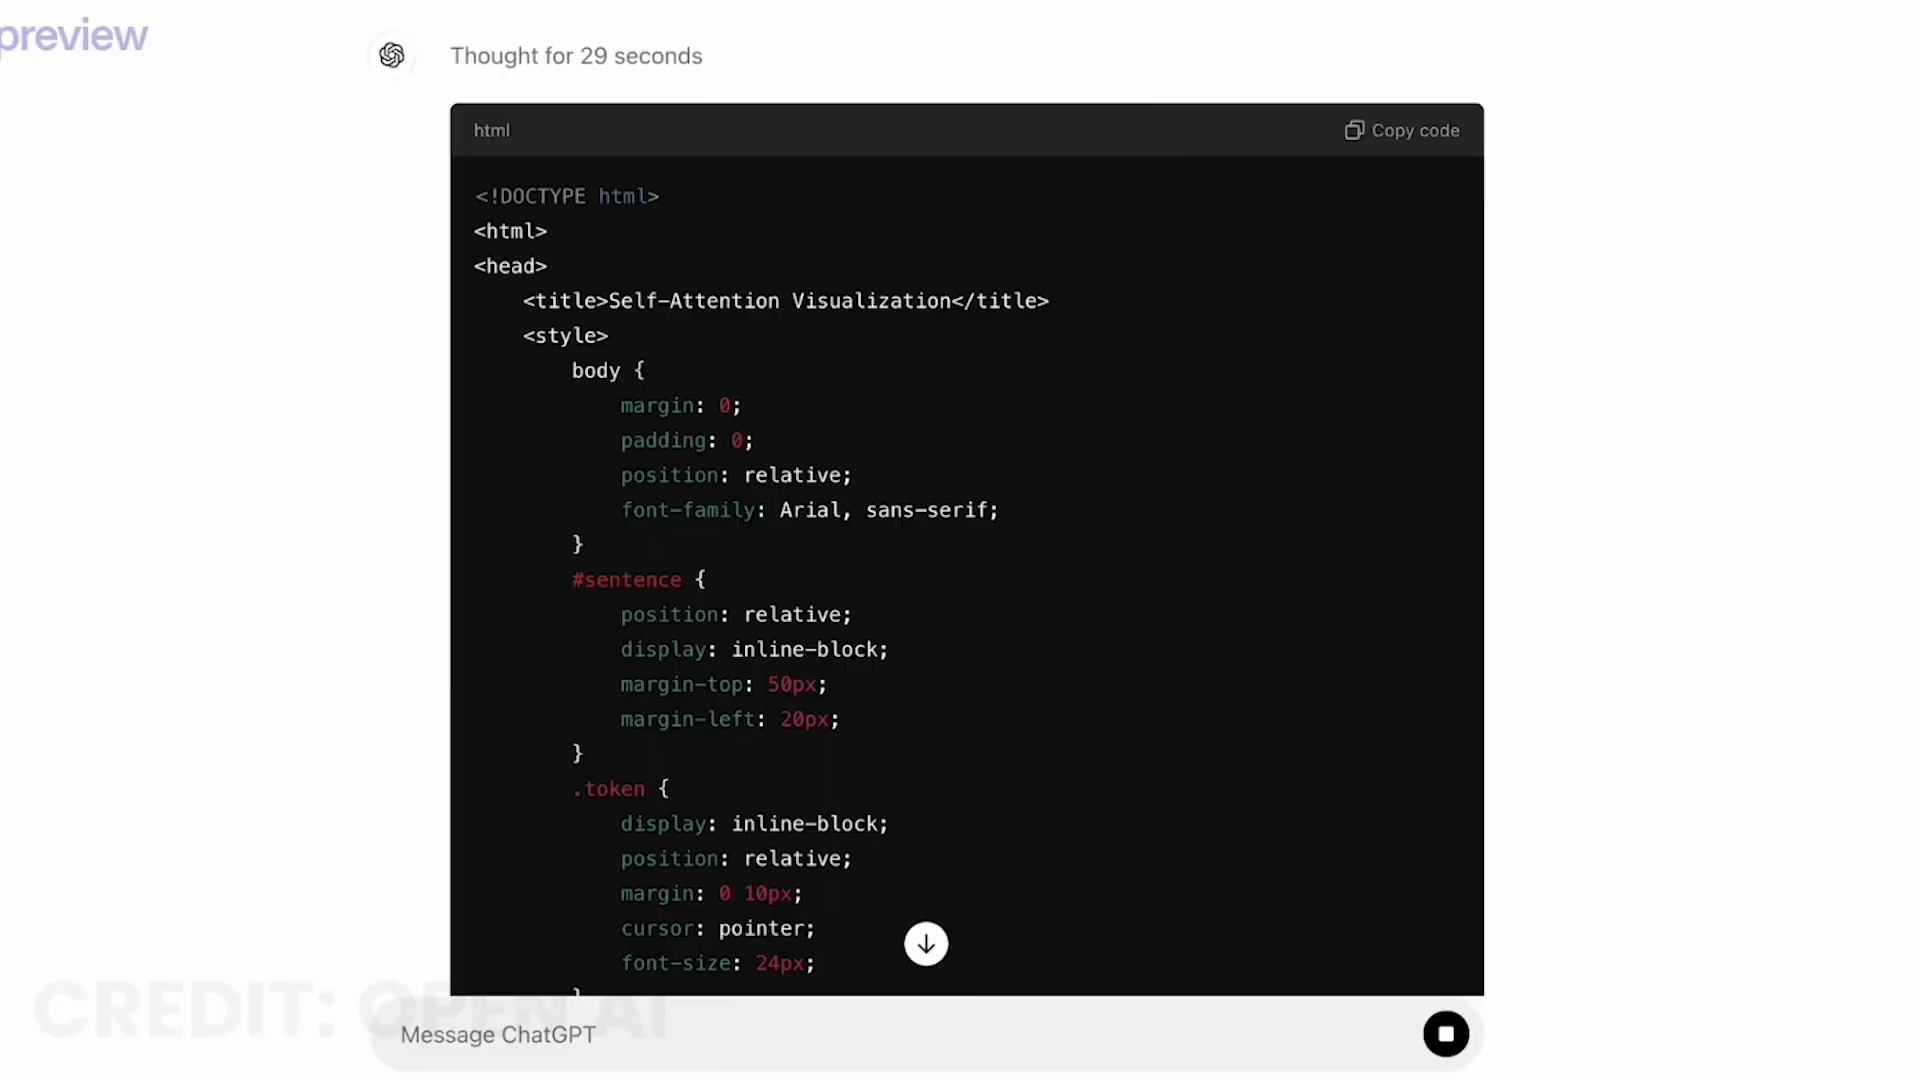 preview
Thought for 29 seconds
html
Copy code
<!DOCTYPE html>
<html>
<head>
<title>Self-Attention Visualization</title>
<style>
body {
margin: 0;
padding: 0;
position: relative;
font-family: Arial, sans-serif;
}
#sentence {
position: relative;
display: inline-block;
margin-top: 50px;
margin-left: 20px;
}
.token {
display: inline-block;
position: relative;
margin: 0 10px;
cursor: pointer;
font-size: 24px;
}
CREDIT: OPEN AI
Message ChatGPT